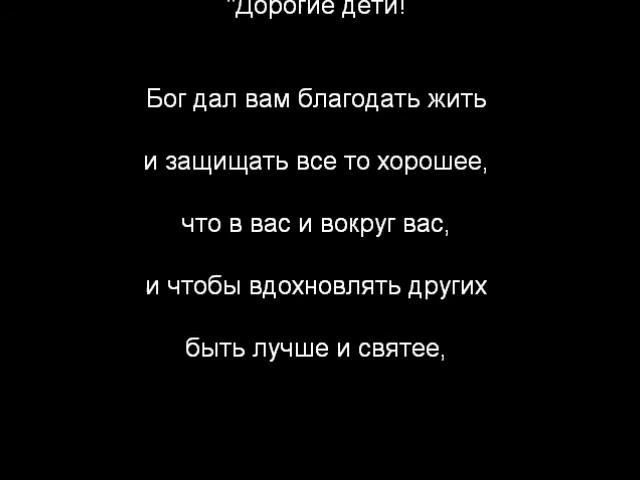 "Дорогие дети!
Бог дал вам благодать жить
и защищать все то хорошее,
что в вас и вокруг вас,
и чтобы вдохновлять других
быть лучше и святее,